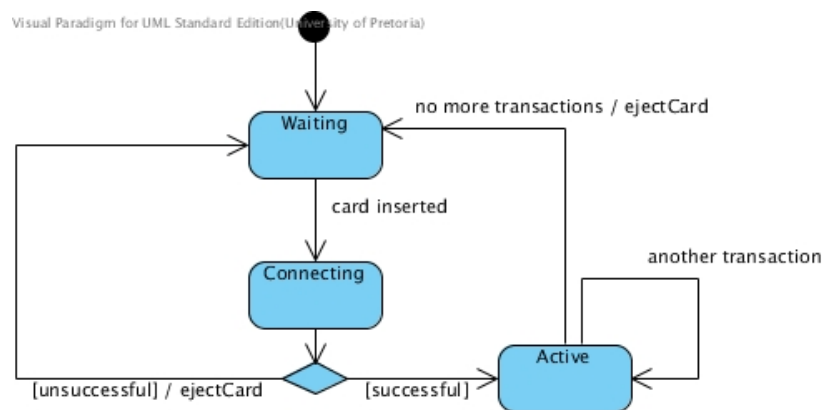 Visual Paradigm for UML Standard Edition(University of Pretoria)
Waiting
no more transactions / ejectCard
card inserted
Connecting
another transaction
Active
[unsuccessful] / ejectCard
[successful]